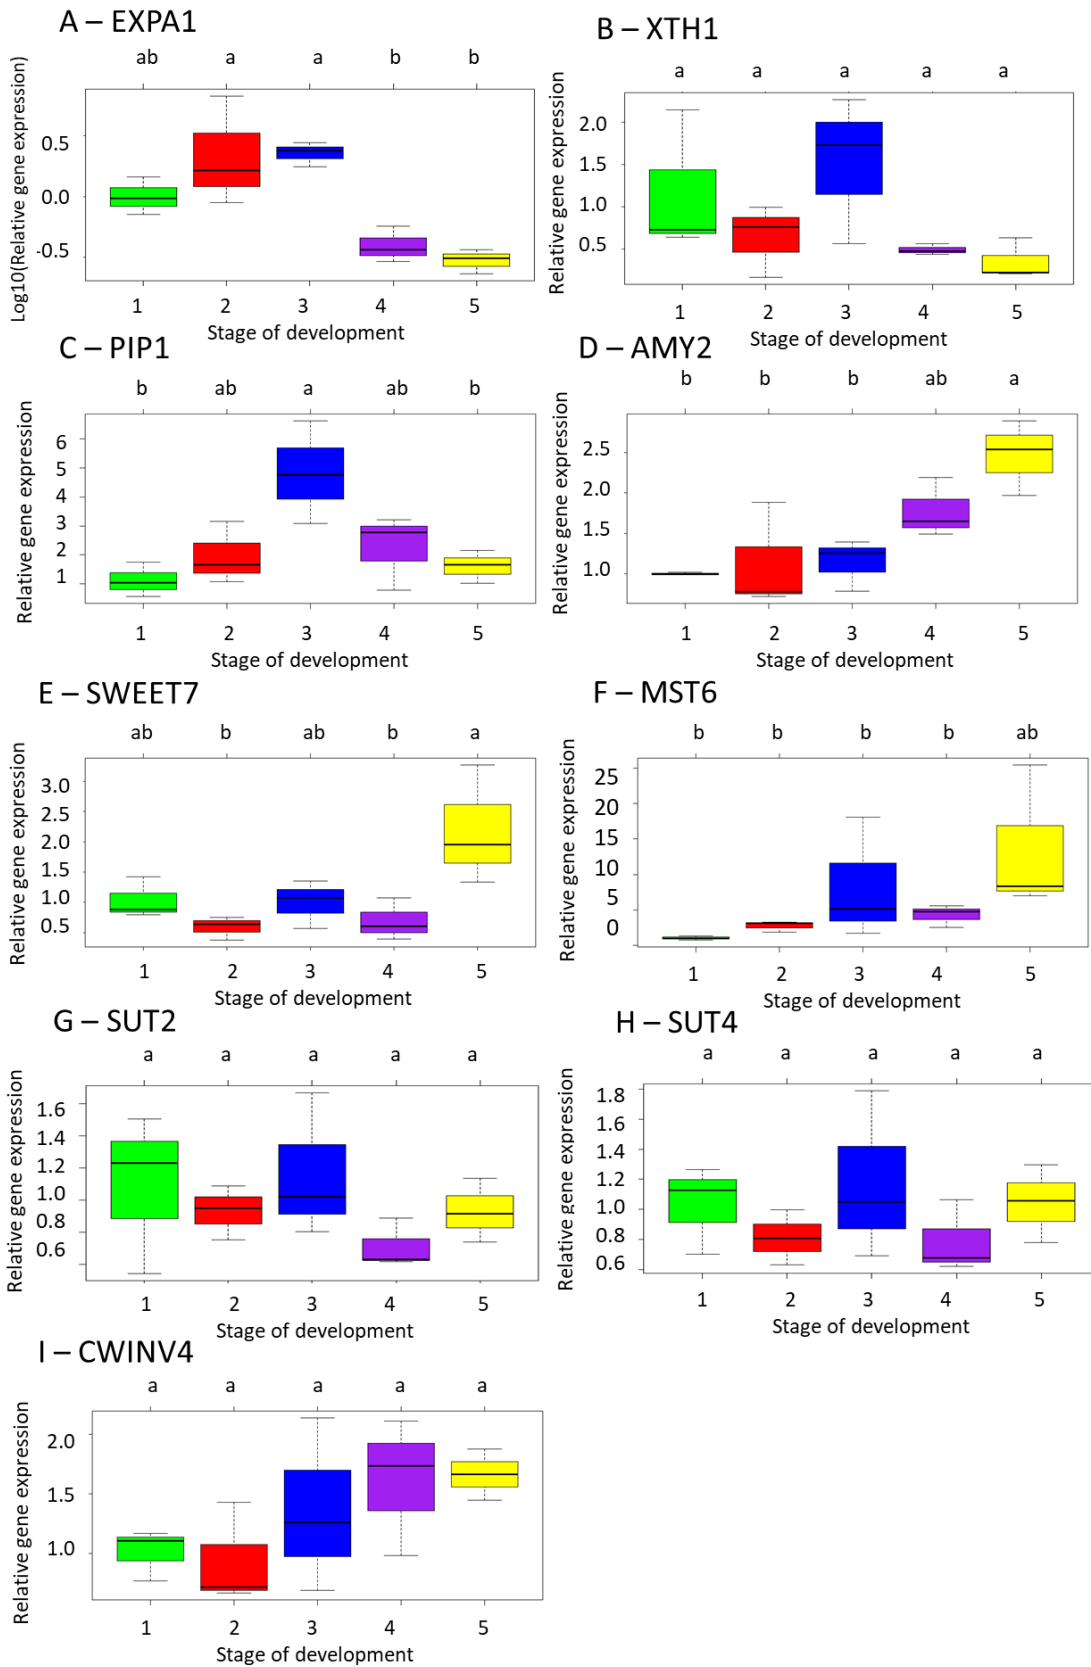 A – EXPA1
ab a a b b
Log10(Relative gene expression)
0.5
0.0
-0.5
1 2 3 4 5
Stage of development
B – XTH1
a a a a a
Relative gene expression
2.0
1.5
1.0
0.5
1 2 3 4 5
Stage of development
C – PIP1
b ab a ab b
Relative gene expression
6
5
4
3
2
1
1 2 3 4 5
Stage of development
D – AMY2
b b b ab a
Relative gene expression
2.5
2.0
1.5
1.0
1 2 3 4 5
Stage of development
E – SWEET7
ab b ab b a
Relative gene expression
3.0
2.5
2.0
1.5
1.0
0.5
1 2 3 4 5
Stage of development
F – MST6
b b b b ab
Relative gene expression
25
20
15
10
5
0
1 2 3 4 5
Stage of development
G – SUT2
a a a a a
Relative gene expression
1.6
1.4
1.2
1.0
0.8
0.6
1 2 3 4 5
Stage of development
H – SUT4
a a a a a
Relative gene expression
1.8
1.6
1.4
1.2
1.0
0.8
0.6
1 2 3 4 5
Stage of development
I – CWINV4
a a a a a
Relative gene expression
2.0
1.5
1.0
1 2 3 4 5
Stage of development